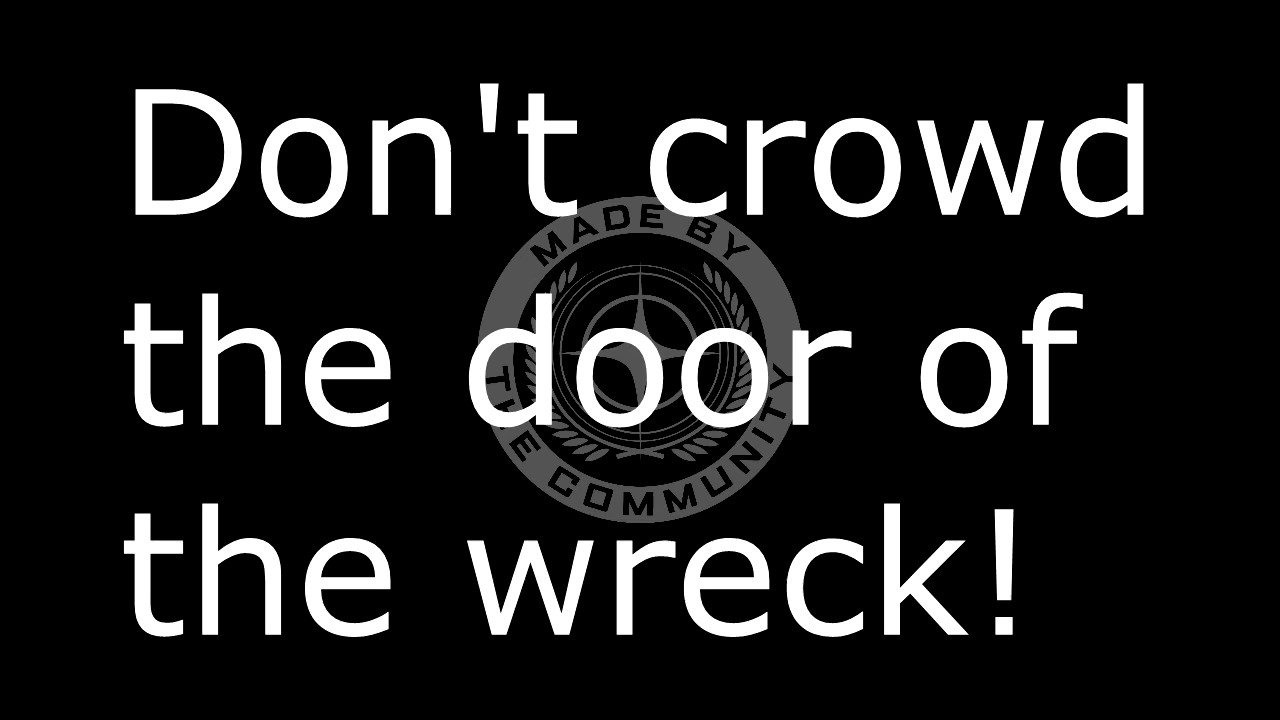 Don't crowd
the door of
the wreck!
MADE BY
THE COMMUNITY